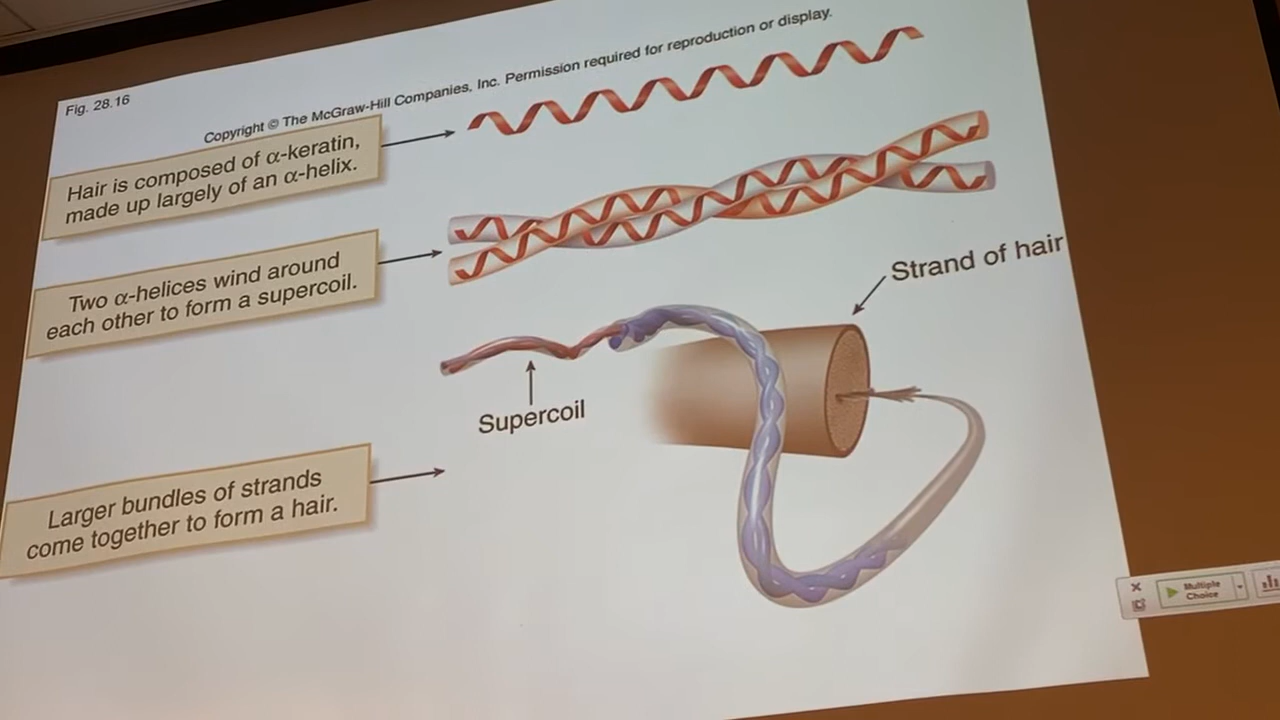 Fig. 28.16
Copyright © The McGraw-Hill Companies, Inc. Permission required for reproduction or display.
Hair is composed of α-keratin,
made up largely of an α-helix.
Two α-helices wind around
each other to form a supercoil.
Strand of hair
Supercoil
Larger bundles of strands
come together to form a hair.
Multiple
Choice